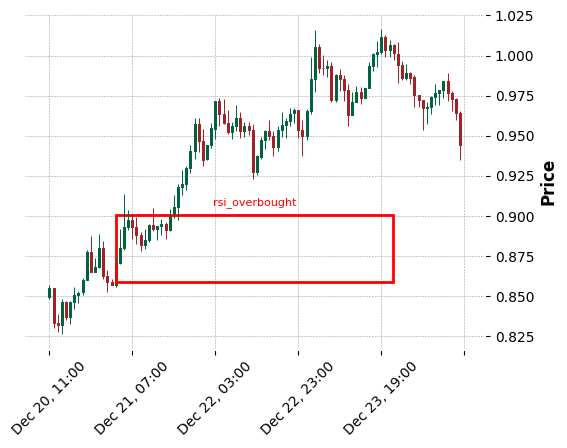 1.025
1.000
0.975
0.950
0.925
rsi_overbought
0.900
0.875
0.850
0.825
Price
Dec 20, 11:00
Dec 21, 07:00
Dec 22, 03:00
Dec 22, 23:00
Dec 23, 19:00